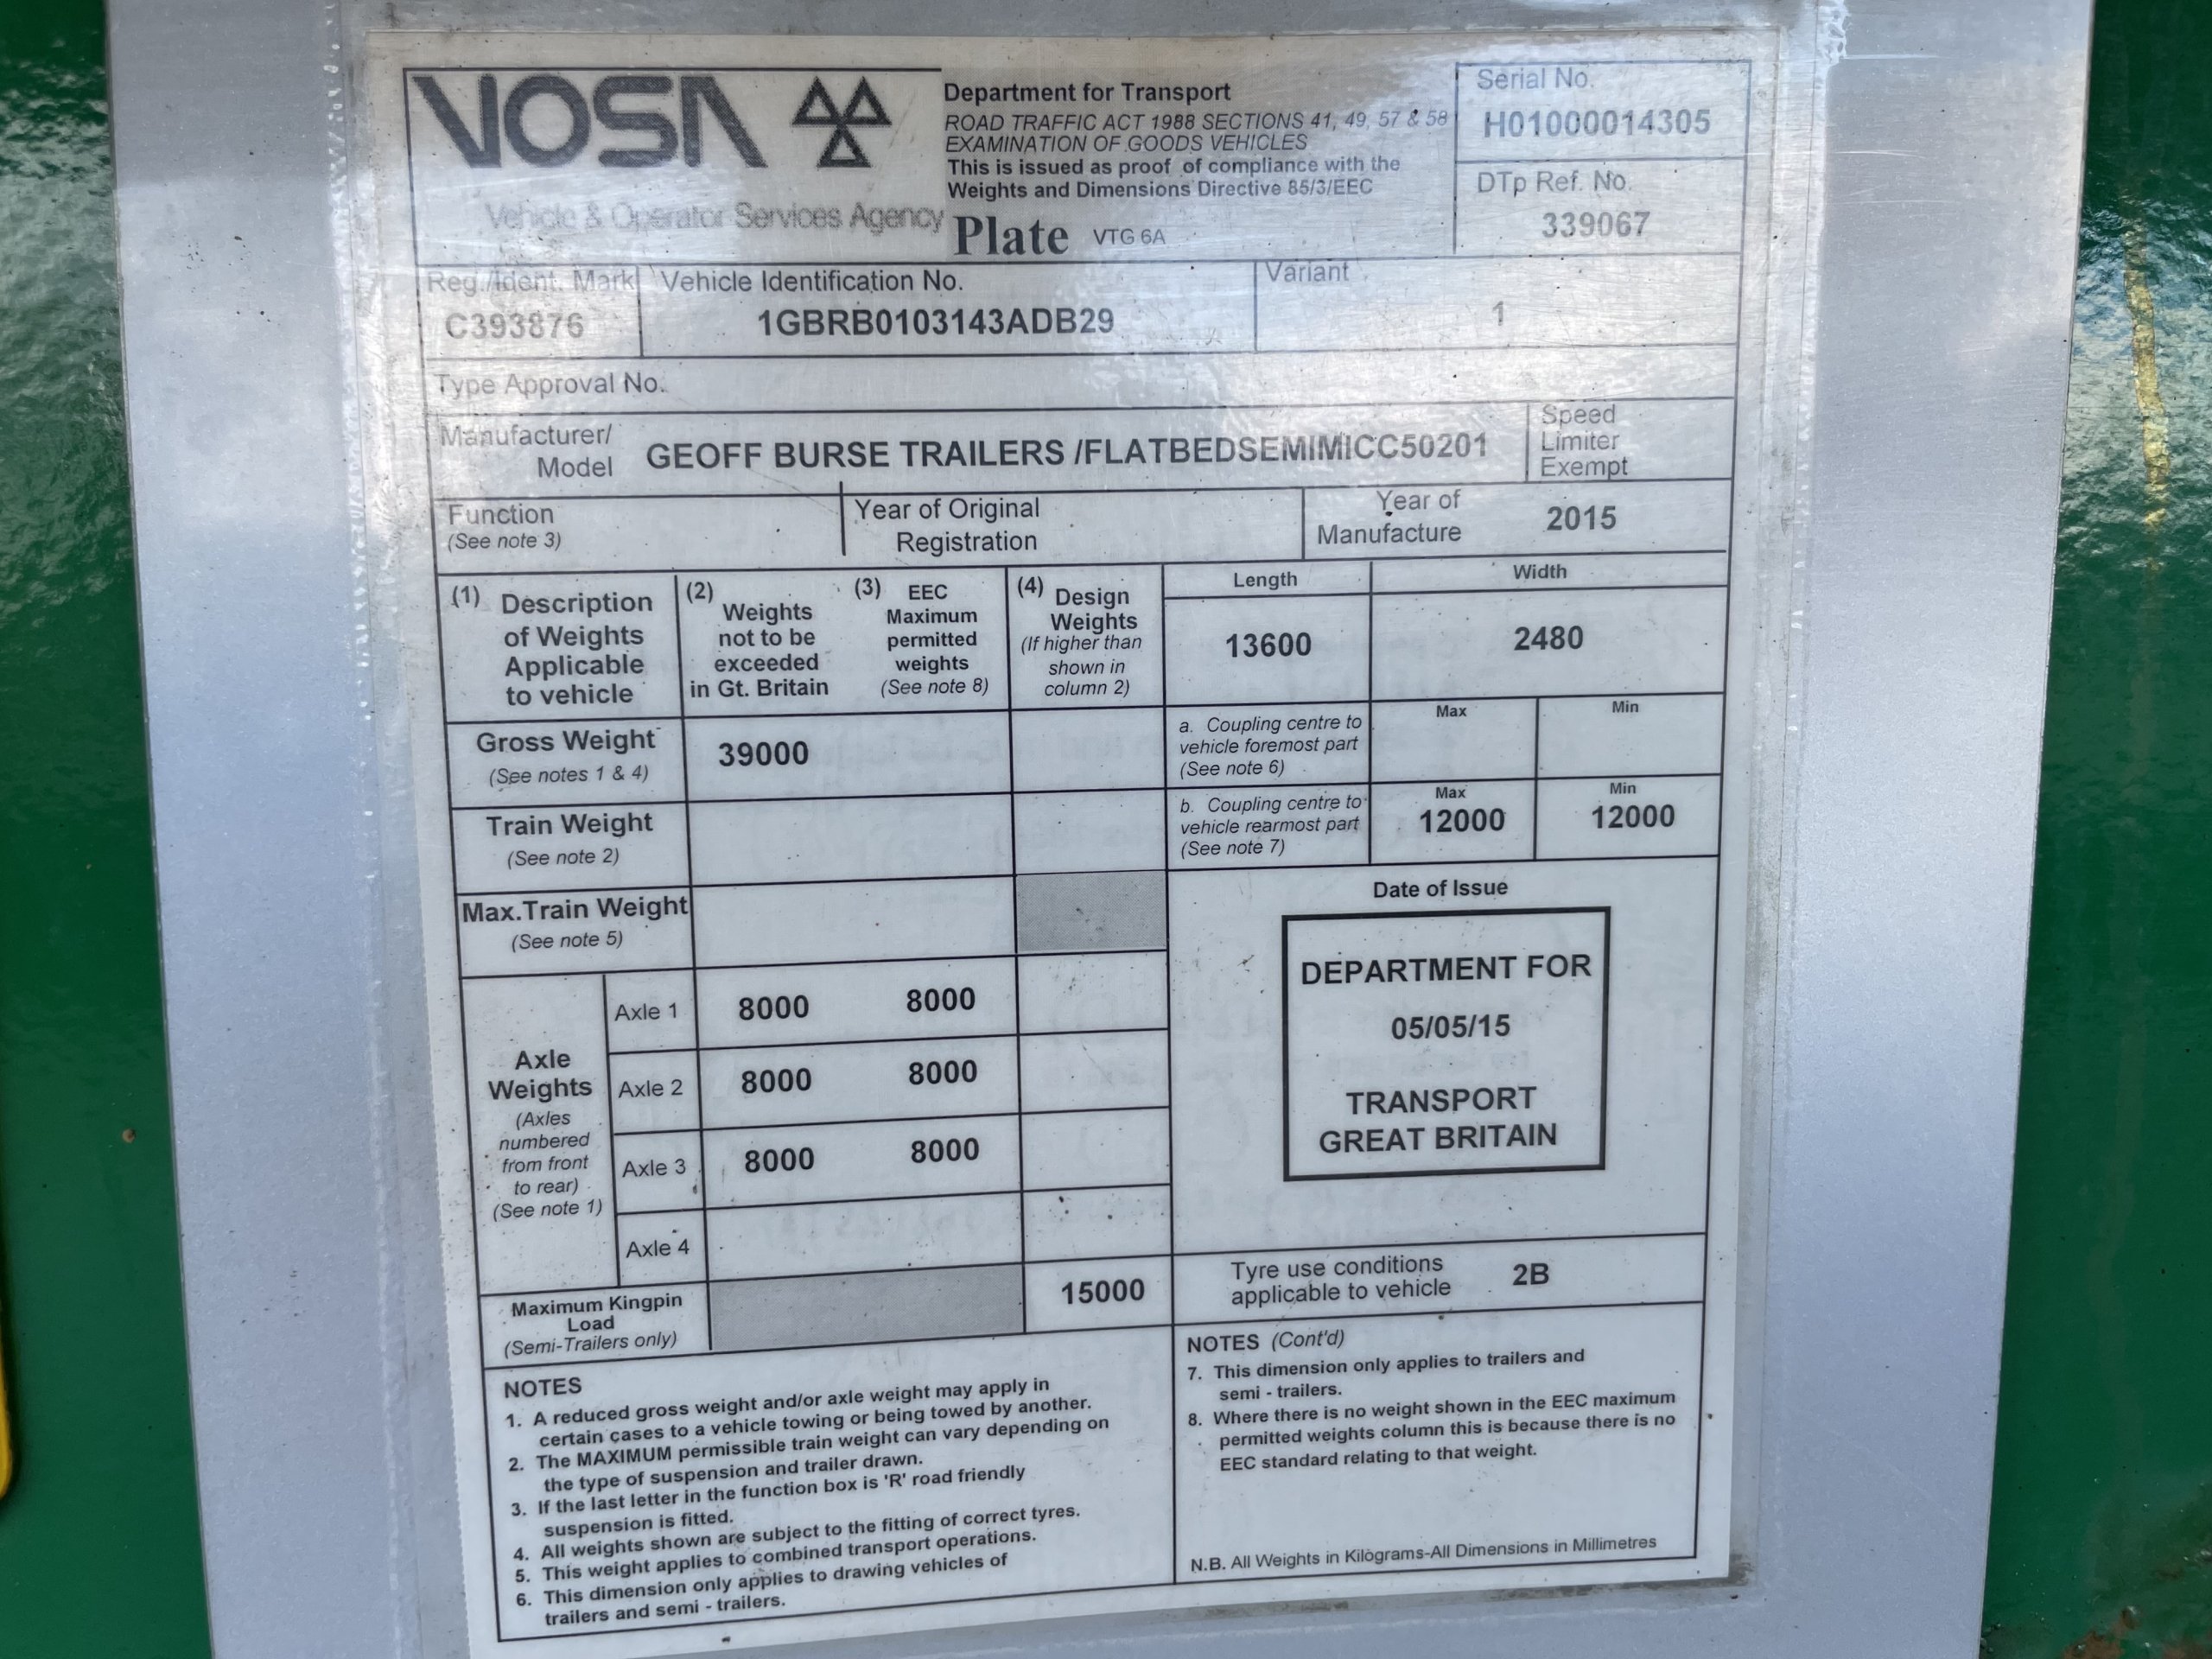 VOSA
Vehicle & Operator Services Agency
Department for Transport
ROAD TRAFFIC ACT 1988 SECTIONS 41, 49, 57 & 58
EXAMINATION OF GOODS VEHICLES
This is issued as proof of compliance with the
Weights and Dimensions Directive 85/3/EEC
Plate VTG 6A
Serial No.
H01000014305
DTp Ref. No.
339067
Reg./Ident. Mark
C393876
Vehicle Identification No.
1GBRB0103143ADB29
Variant
1
Type Approval No.
Manufacturer/
Model
GEOFF BURSE TRAILERS /FLATBEDSEMIMICC50201
Speed
Limiter
Exempt
Function
(See note 3)
Year of Original
Registration
Year of
Manufacture
2015
(1) Description
of Weights
Applicable
to vehicle
(2)
Weights
not to be
exceeded
in Gt. Britain
(3) EEC
Maximum
permitted
weights
(See note 8)
(4) Design
Weights
(If higher than
shown in
column 2)
Length
13600
Width
2480
Gross Weight
(See notes 1 & 4)
39000
a. Coupling centre to
vehicle foremost part
(See note 6)
Max
Min
Train Weight
(See note 2)
b. Coupling centre to
vehicle rearmost part
(See note 7)
Max
12000
Min
12000
Max.Train Weight
(See note 5)
Date of Issue
DEPARTMENT FOR
05/05/15
TRANSPORT
GREAT BRITAIN
Axle
Weights
(Axles
numbered
from front
to rear)
(See note 1)
Axle 1 8000 8000
Axle 2 8000 8000
Axle 3 8000 8000
Axle 4
Maximum Kingpin
Load
(Semi-Trailers only)
15000
Tyre use conditions
applicable to vehicle
2B
NOTES
1. A reduced gross weight and/or axle weight may apply in
certain cases to a vehicle towing or being towed by another.
2. The MAXIMUM permissible train weight can vary depending on
the type of suspension and trailer drawn.
3. If the last letter in the function box is 'R' road friendly
suspension is fitted.
4. All weights shown are subject to the fitting of correct tyres.
5. This weight applies to combined transport operations.
6. This dimension only applies to drawing vehicles of
trailers and semi - trailers.
NOTES (Cont'd)
7. This dimension only applies to trailers and
semi - trailers.
8. Where there is no weight shown in the EEC maximum
permitted weights column this is because there is no
EEC standard relating to that weight.
N.B. All Weights in Kilograms-All Dimensions in Millimetres